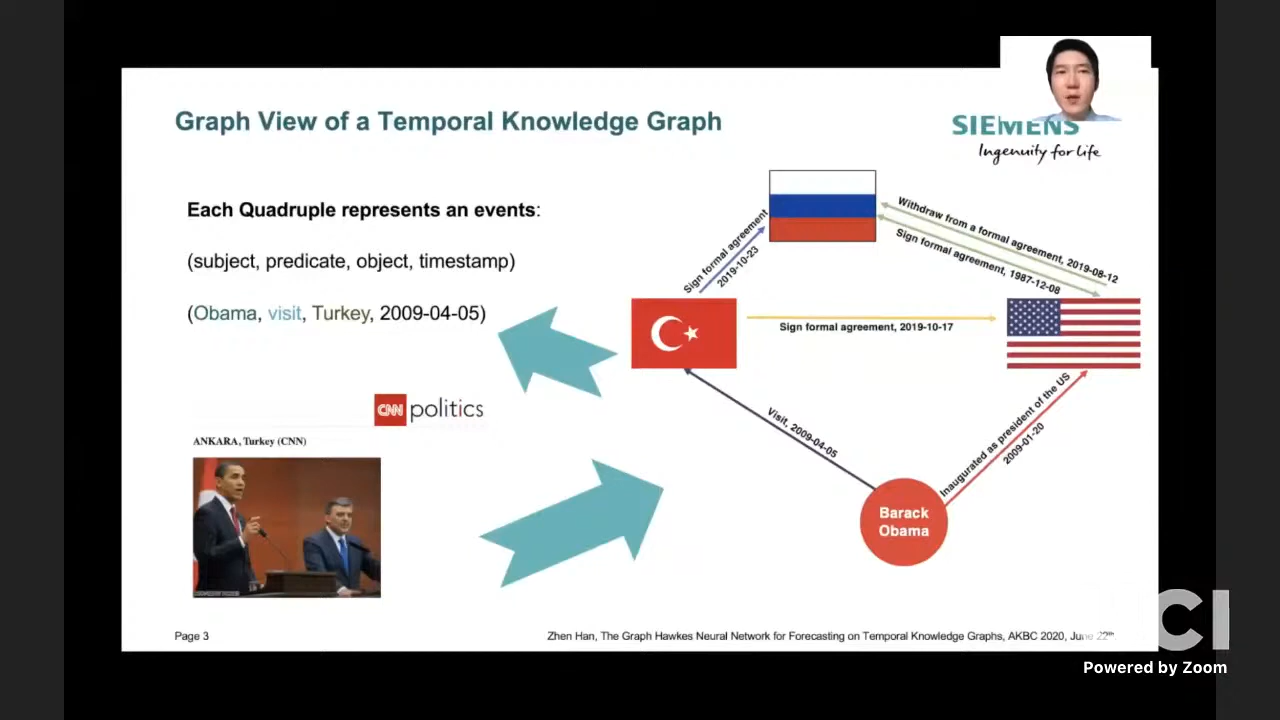 Graph View of a Temporal Knowledge Graph
SIEMENS
Ingenuity for Life
Each Quadruple represents an events:
(subject, predicate, object, timestamp)
(Obama, visit, Turkey, 2009-04-05)
Sign formal agreement
2019-10-23
Withdraw from a formal agreement, 2019-08-12
Sign formal agreement, 1987-12-08
Sign formal agreement, 2019-10-17
Visit, 2009-04-05
Inaugurated as president of the US
2009-01-20
Barack
Obama
CNN politics
ANKARA, Turkey (CNN)
Page 3
Zhen Han, The Graph Hawkes Neural Network for Forecasting on Temporal Knowledge Graphs, AKBC 2020, June 22th
CI
Powered by Zoom